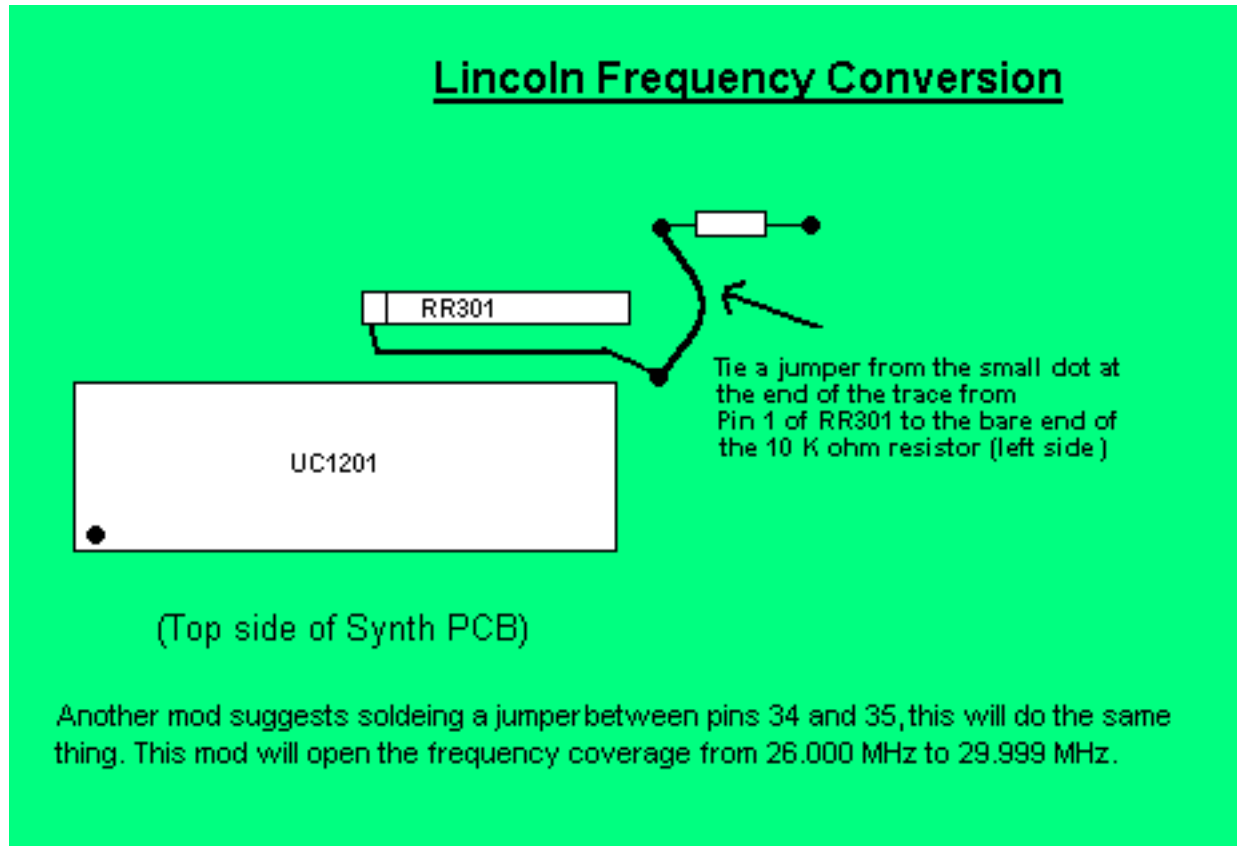 Lincoln Frequency Conversion
RR301
Tie a jumper from the small dot at
the end of the trace from
Pin 1 of RR301 to the bare end of
the 10 K ohm resistor (left side)
UC1201
(Top side of Synth PCB)
Another mod suggests soldeing a jumper between pins 34 and 35, this will do the same
thing. This mod will open the frequency coverage from 26.000 MHz to 29.999 MHz.